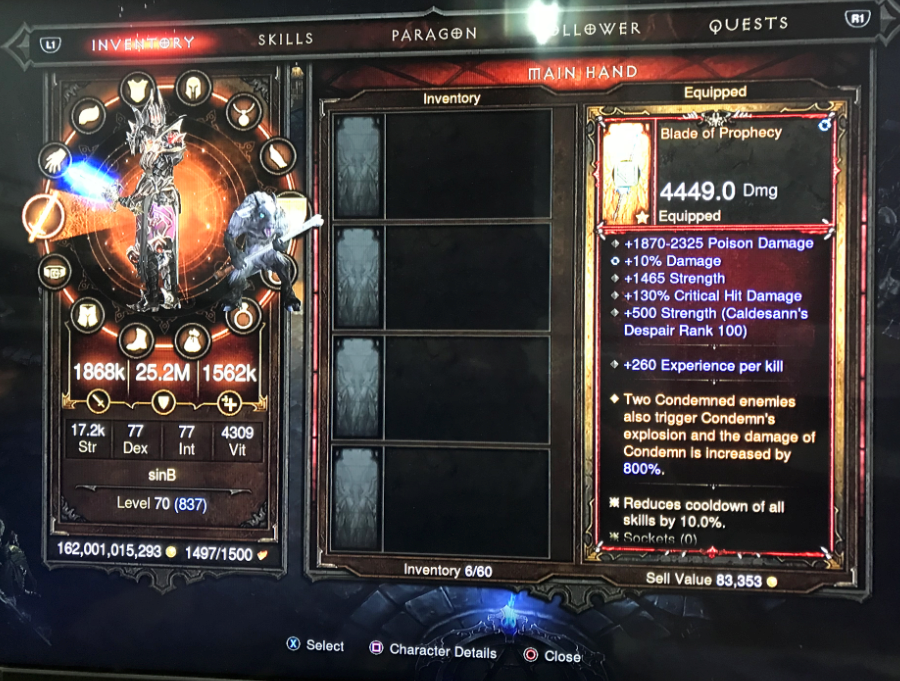 L1
INVENTORY
SKILLS
PARAGON
OLLOWER
QUESTS
R1
MAIN HAND
Inventory
Equipped
Blade of Prophecy
4449.0 Dmg
Equipped
+1870-2325 Poison Damage
+10% Damage
+1465 Strength
+130% Critical Hit Damage
+500 Strength (Caldesann's
Despair Rank 100)
+260 Experience per kill
Two Condemned enemies
also trigger Condemn's
explosion and the damage of
Condemn is increased by
800%.
Reduces cooldown of all
skills by 10.0%.
Sockets (0)
1868k 25.2M 1562k
17.2k 77 77 4309
Str Dex Int Vit
sinB
Level 70 (837)
162,001,015,293 1497/1500
Inventory 6/60
Sell Value 83,353
Select
Character Details
Close